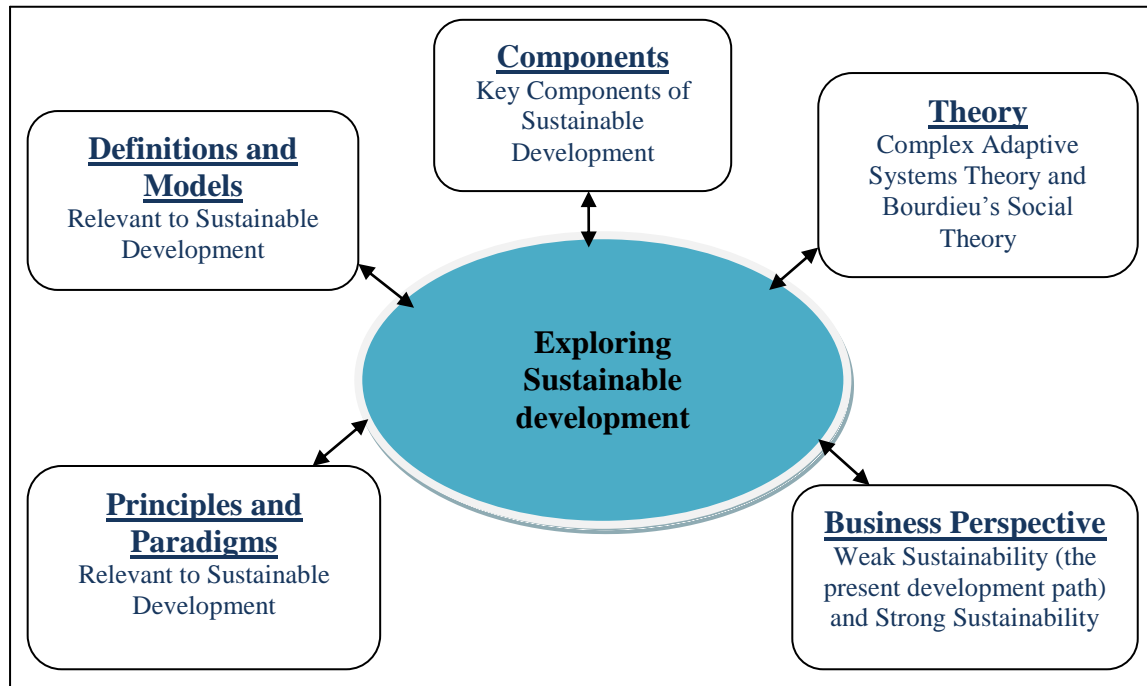 Components
Key Components of
Sustainable
Development
Theory
Complex Adaptive
Systems Theory and
Bourdieu’s Social
Theory
Definitions and
Models
Relevant to Sustainable
Development
Exploring
Sustainable
development
Principles and
Paradigms
Relevant to Sustainable
Development
Business Perspective
Weak Sustainability (the
present development path)
and Strong Sustainability